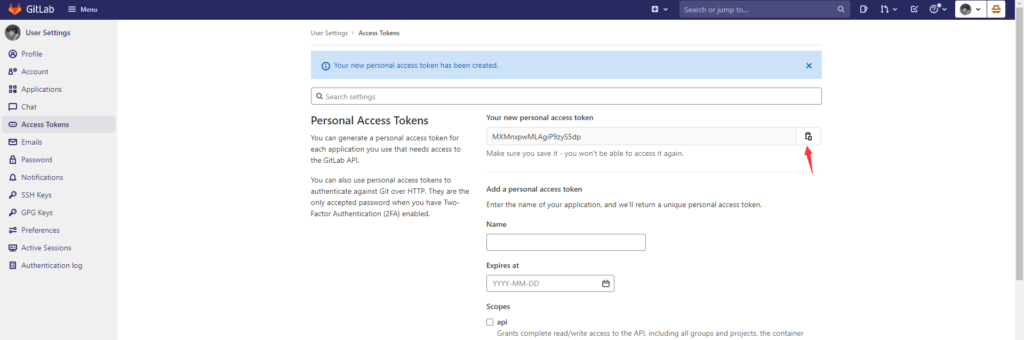 GitLab
Menu
Search or jump to...
User Settings
Profile
Account
Applications
Chat
Access Tokens
Emails
Password
Notifications
SSH Keys
GPG Keys
Preferences
Active Sessions
Authentication log
User Settings > Access Tokens
Your new personal access token has been created.
Search settings
Personal Access Tokens
You can generate a personal access token for
each application you use that needs access to
the GitLab API.
You can also use personal access tokens to
authenticate against Git over HTTP. They are the
only accepted password when you have Two-
Factor Authentication (2FA) enabled.
Your new personal access token
MXMnxpwMLAgiP9zyS5dp
Make sure you save it - you won't be able to access it again.
Add a personal access token
Enter the name of your application, and we'll return a unique personal access token.
Name
Expires at
YYYY-MM-DD
Scopes
api
Grants complete read/write access to the API, including all groups and projects, the container